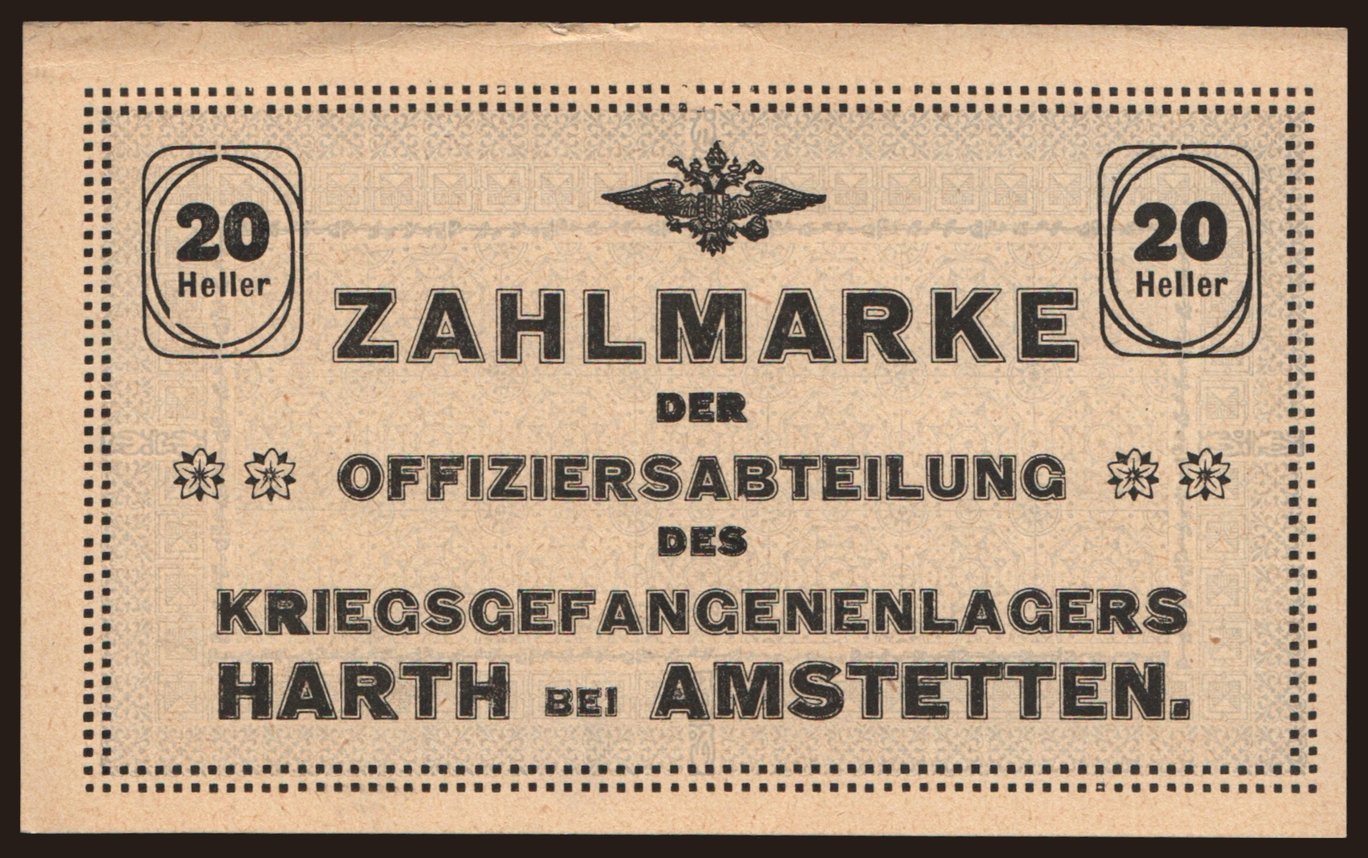 20
Heller
20
Heller
ZAHLMARKE
DER
OFFIZIERSABTEILUNG
DES
KRIEGSGEFANGENENLAGERS
HARTH BEI AMSTETTEN.